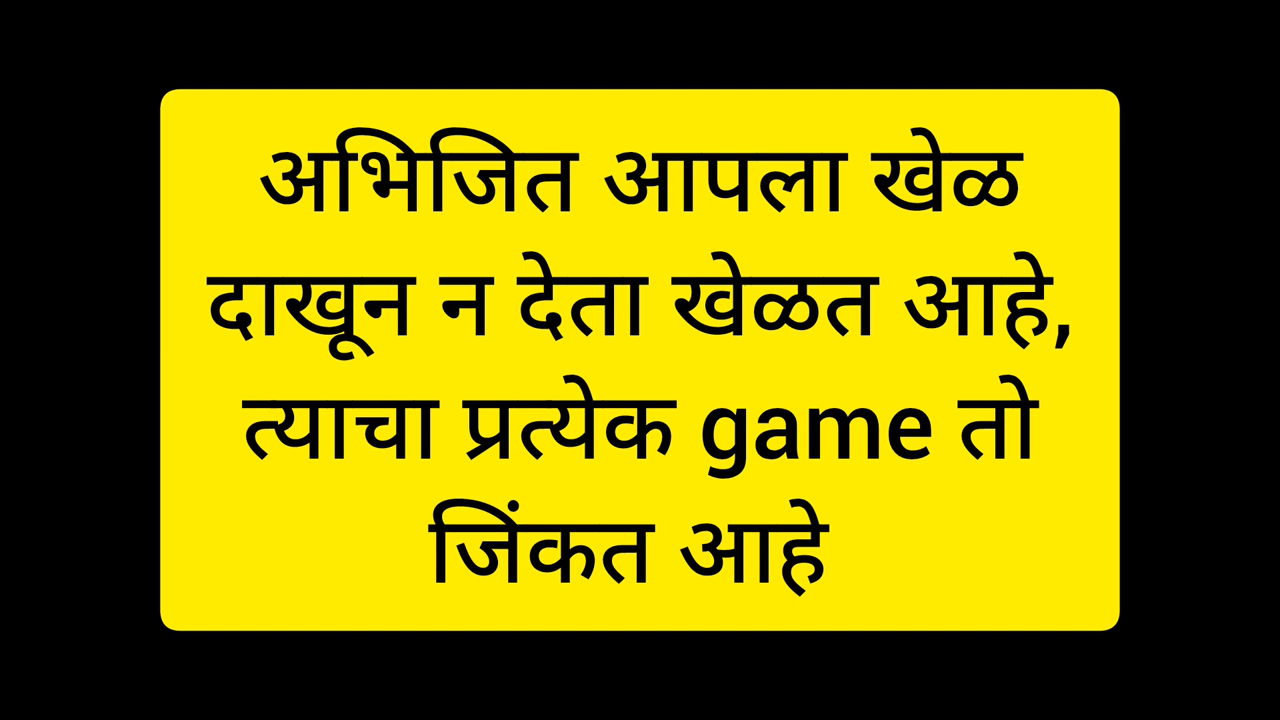 अभिजित आपला खेळ
दाखून न देता खेळत आहे,
त्याचा प्रत्येक game तो
जिंकत आहे